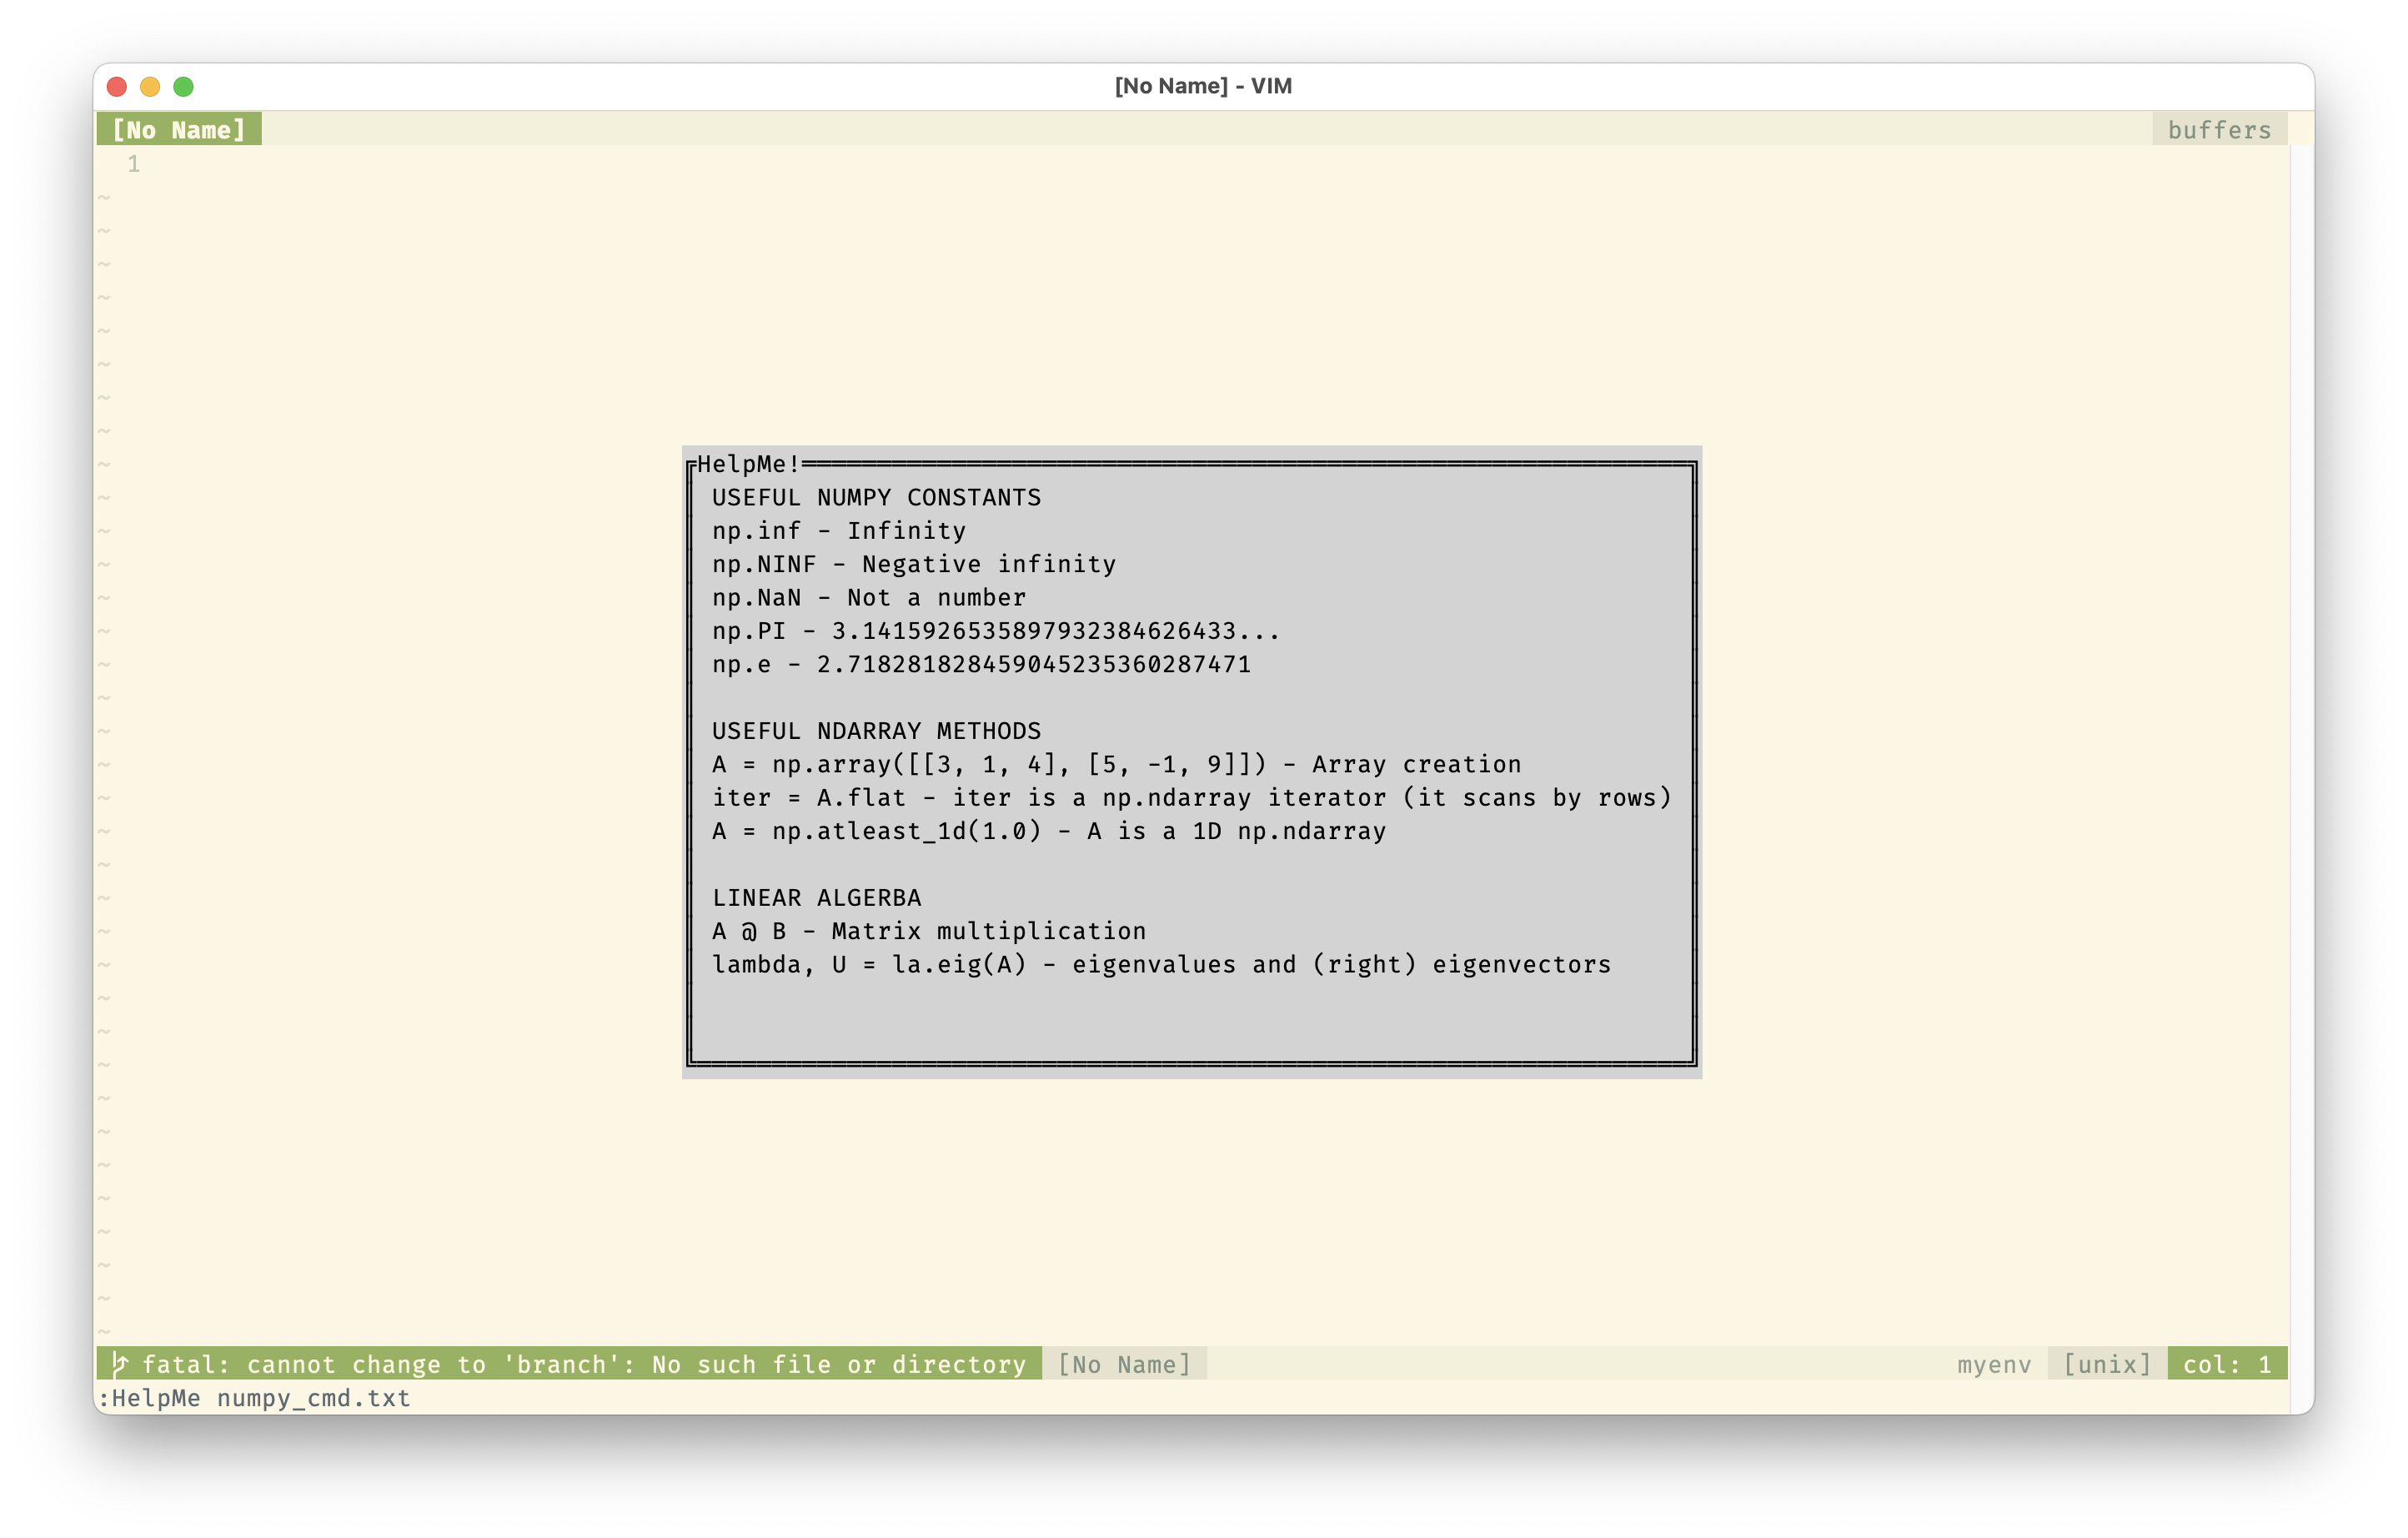 [No Name] - VIM
[No Name] buffers
1
~
~
~
~
~
~
~
~
HelpMe!
~
USEFUL NUMPY CONSTANTS
~
np.inf - Infinity
~
np.NINF - Negative infinity
~
np.NaN - Not a number
~
np.PI - 3.1415926535897932384626433...
~
np.e - 2.718281828459045235360287471
~
~
USEFUL NDARRAY METHODS
~
A = np.array([[3, 1, 4], [5, -1, 9]]) - Array creation
~
iter = A.flat - iter is a np.ndarray iterator (it scans by rows)
~
A = np.atleast_1d(1.0) - A is a 1D np.ndarray
~
~
LINEAR ALGERBA
~
A @ B - Matrix multiplication
~
lambda, U = la.eig(A) - eigenvalues and (right) eigenvectors
~
~
~
~
~
~
~
~
~
~
~
~
fatal: cannot change to 'branch': No such file or directory [No Name] myenv [unix] col: 1
:HelpMe numpy_cmd.txt